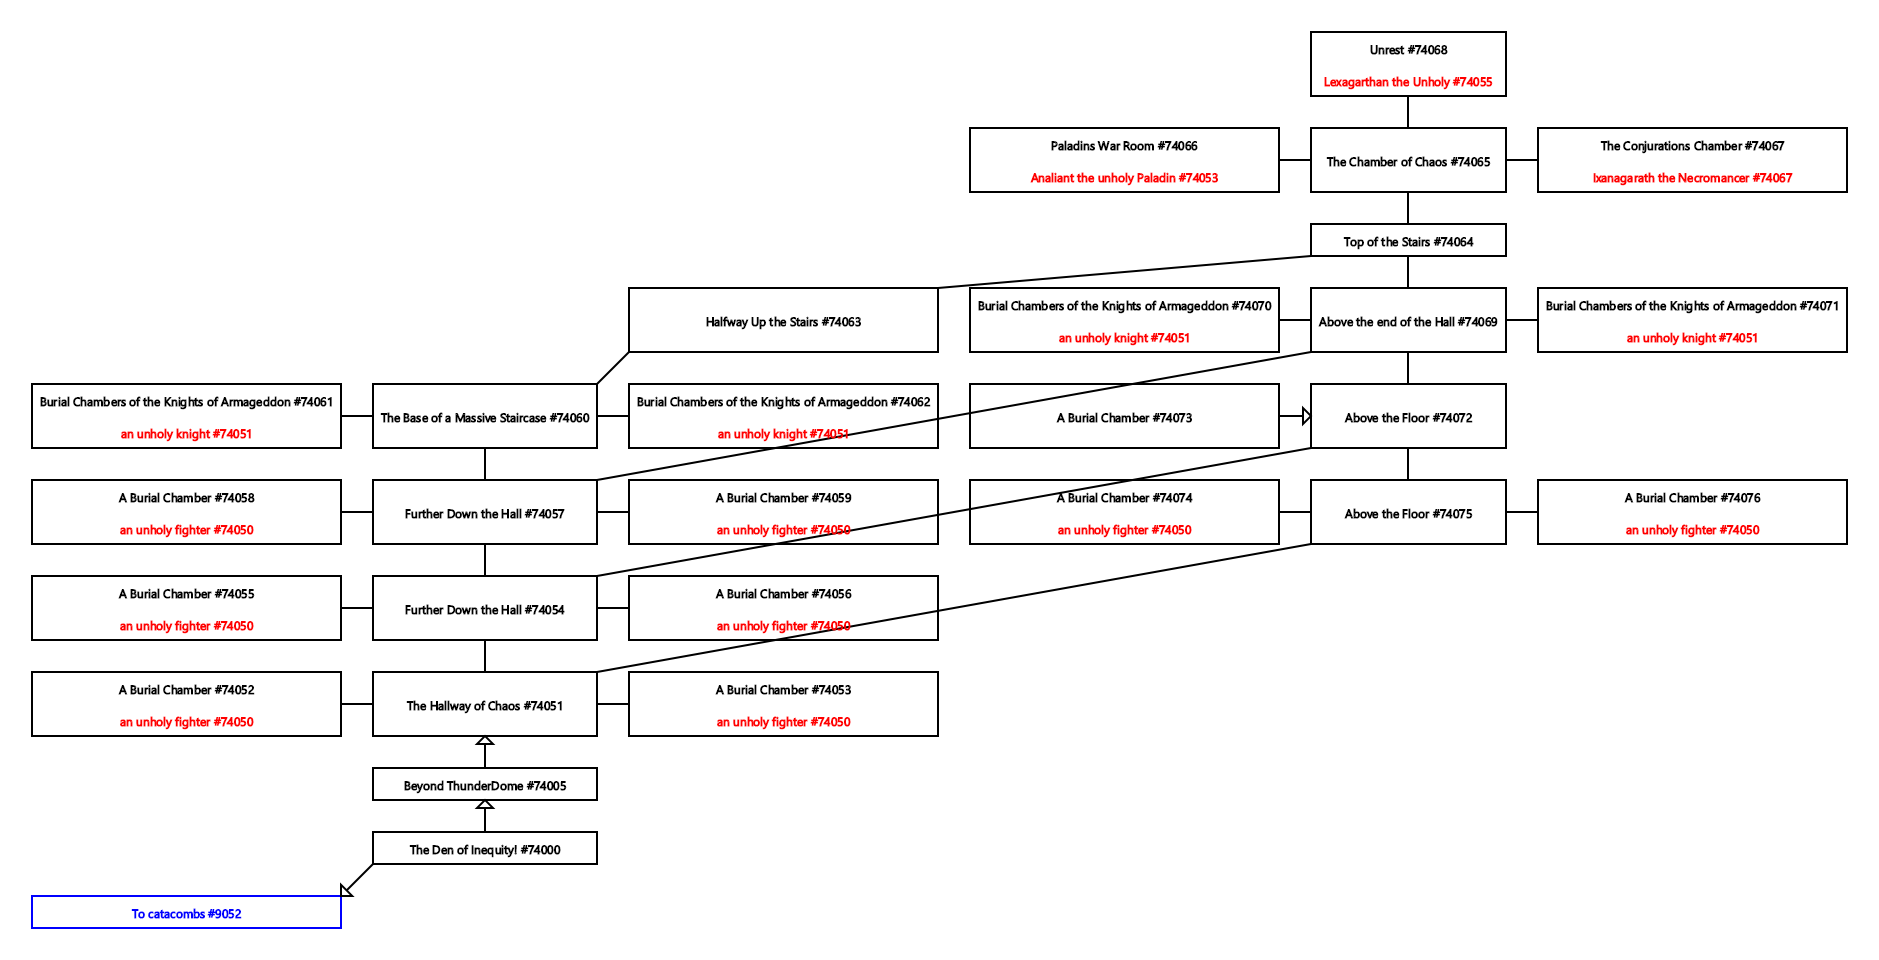 Unrest #74068
Lexagarthan the Unholy #74055
Paladins War Room #74066
Analiant the unholy Paladin #74053
The Chamber of Chaos #74065
The Conjurations Chamber #74067
Ixanagarath the Necromancer #74067
Top of the Stairs #74064
Halfway Up the Stairs #74063
Burial Chambers of the Knights of Armageddon #74070
an unholy knight #74051
Above the end of the Hall #74069
Burial Chambers of the Knights of Armageddon #74071
an unholy knight #74051
Burial Chambers of the Knights of Armageddon #74061
an unholy knight #74051
The Base of a Massive Staircase #74060
Burial Chambers of the Knights of Armageddon #74062
an unholy knight #74051
A Burial Chamber #74073
Above the Floor #74072
A Burial Chamber #74058
an unholy fighter #74050
Further Down the Hall #74057
A Burial Chamber #74059
an unholy fighter #74050
A Burial Chamber #74074
an unholy fighter #74050
Above the Floor #74075
A Burial Chamber #74076
an unholy fighter #74050
A Burial Chamber #74055
an unholy fighter #74050
Further Down the Hall #74054
A Burial Chamber #74056
an unholy fighter #74050
A Burial Chamber #74052
an unholy fighter #74050
The Hallway of Chaos #74051
A Burial Chamber #74053
an unholy fighter #74050
Beyond ThunderDome #74005
The Den of Inequity! #74000
To catacombs #9052